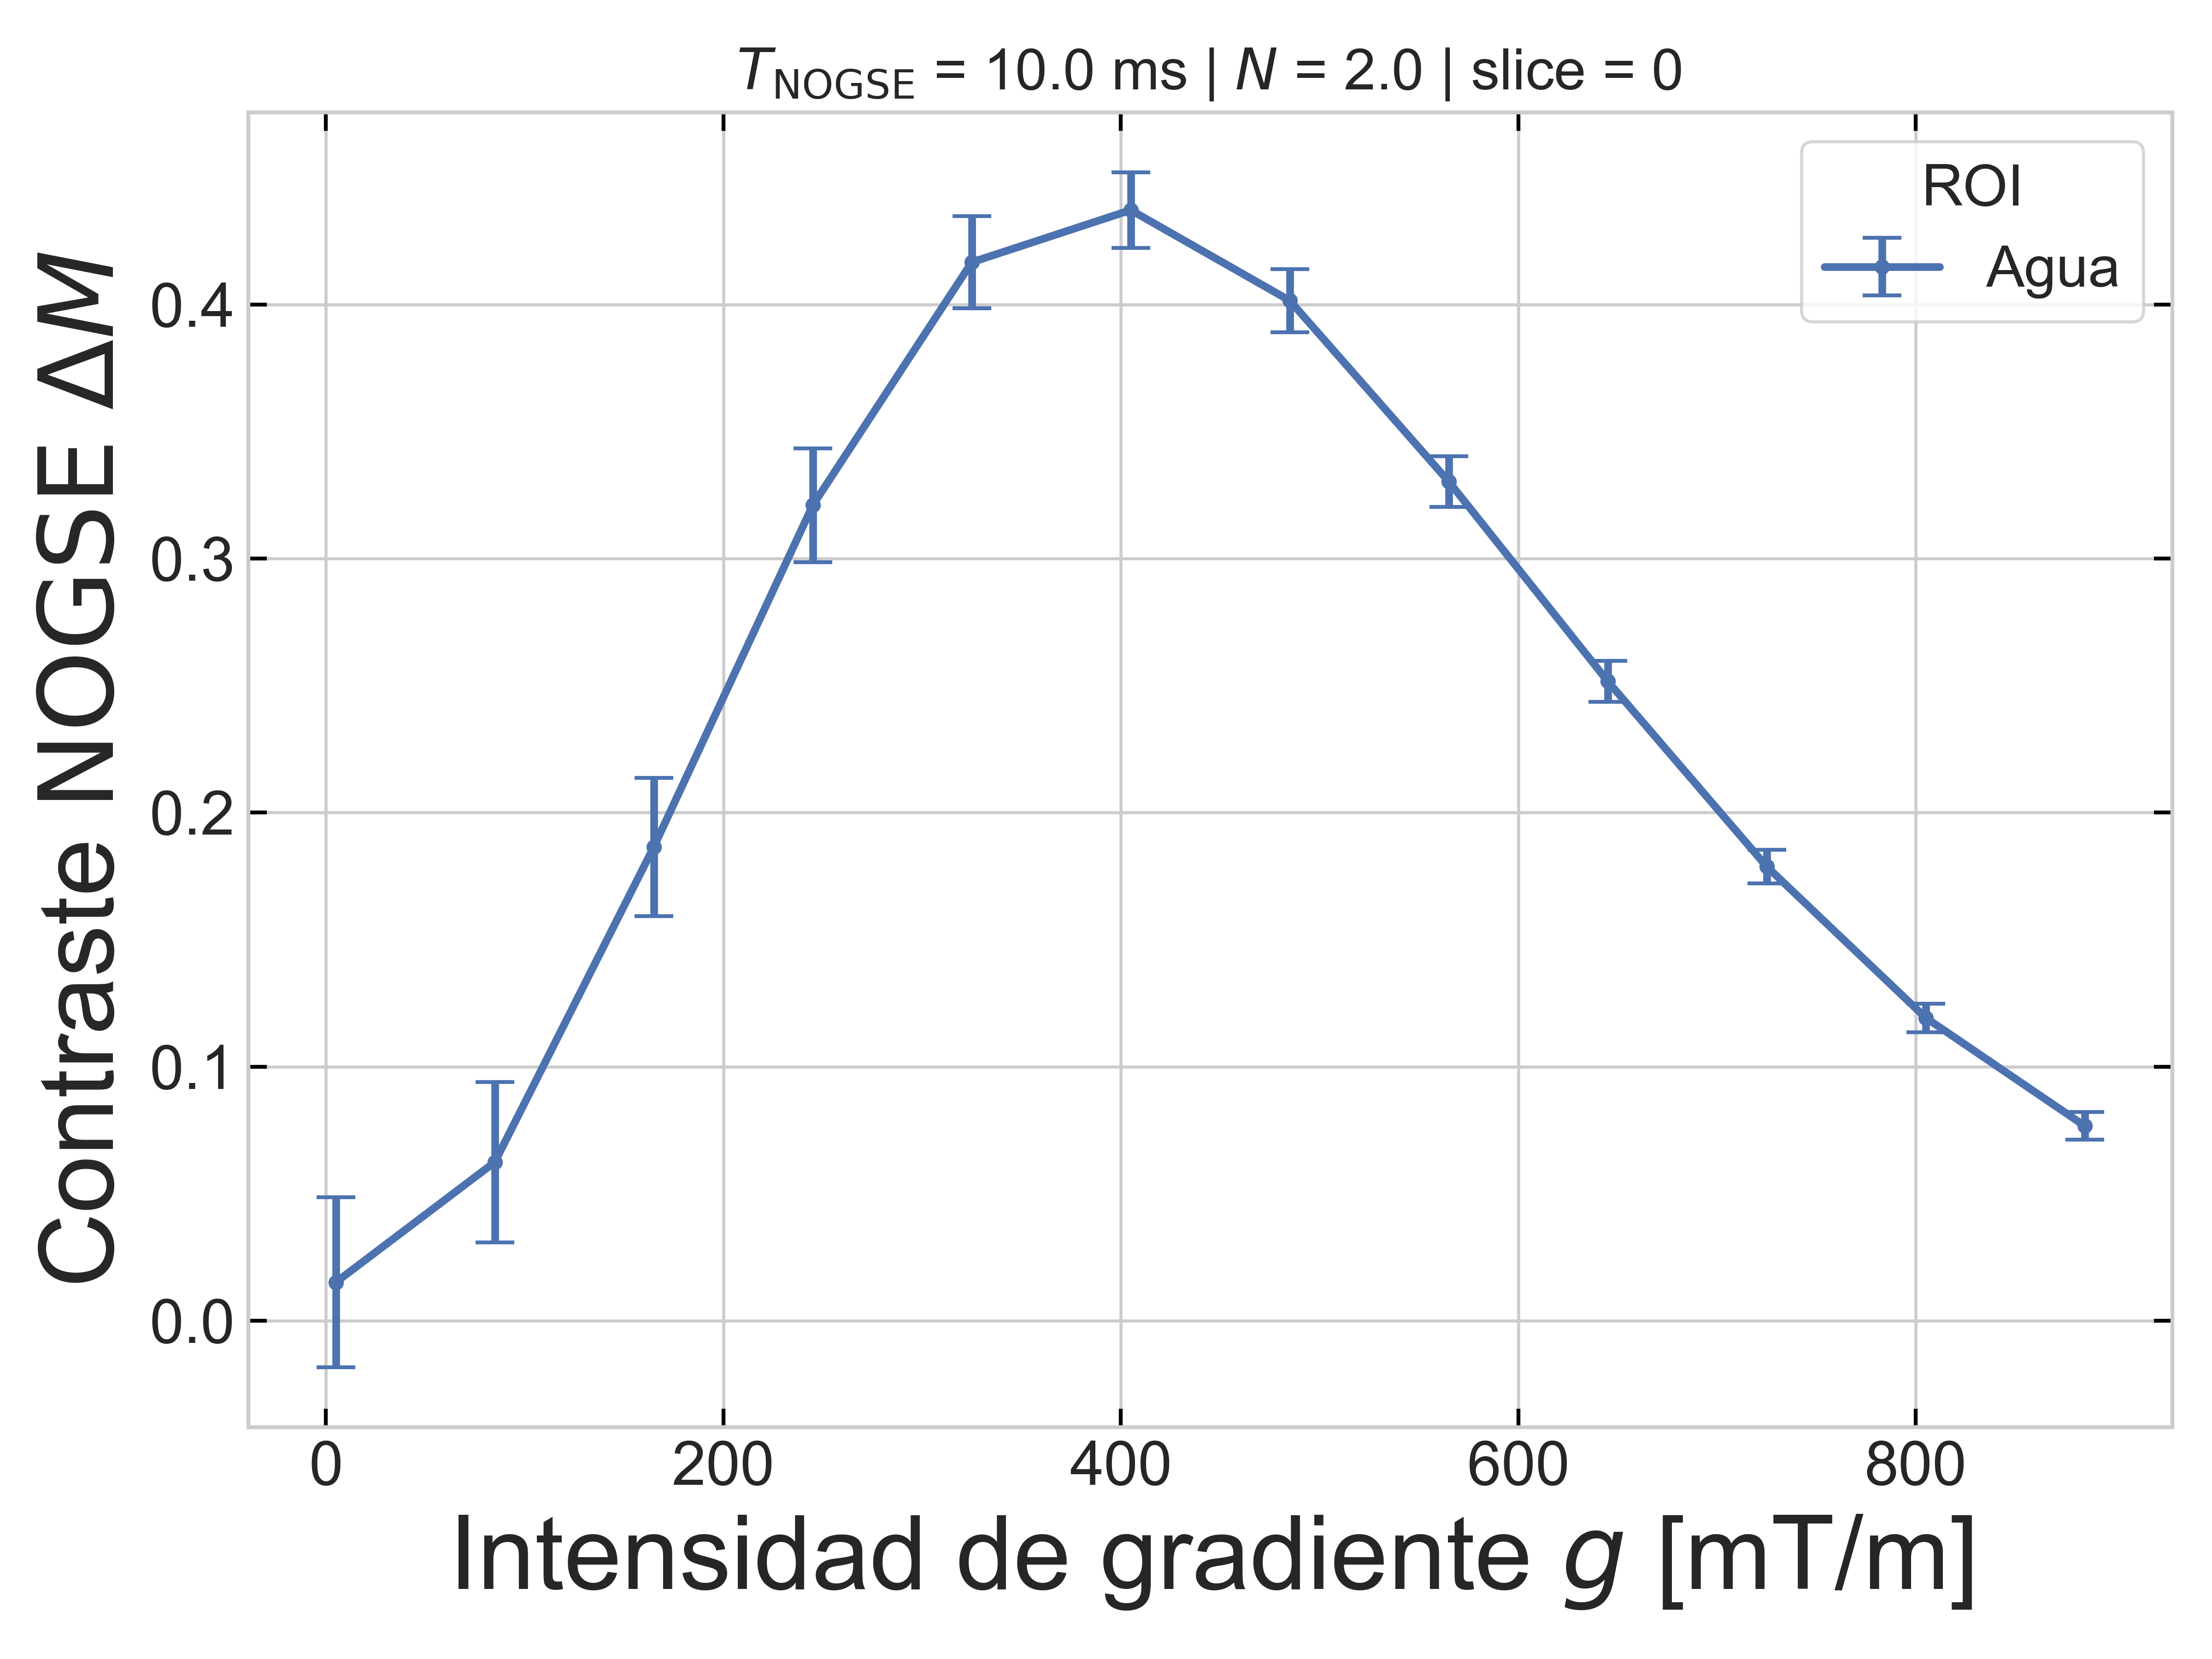 T_NOGSE = 10.0 ms | N = 2.0 | slice = 0
ROI
Agua
Contraste NOGSE ΔM
0.4
0.3
0.2
0.1
0.0
0 200 400 600 800
Intensidad de gradiente g [mT/m]